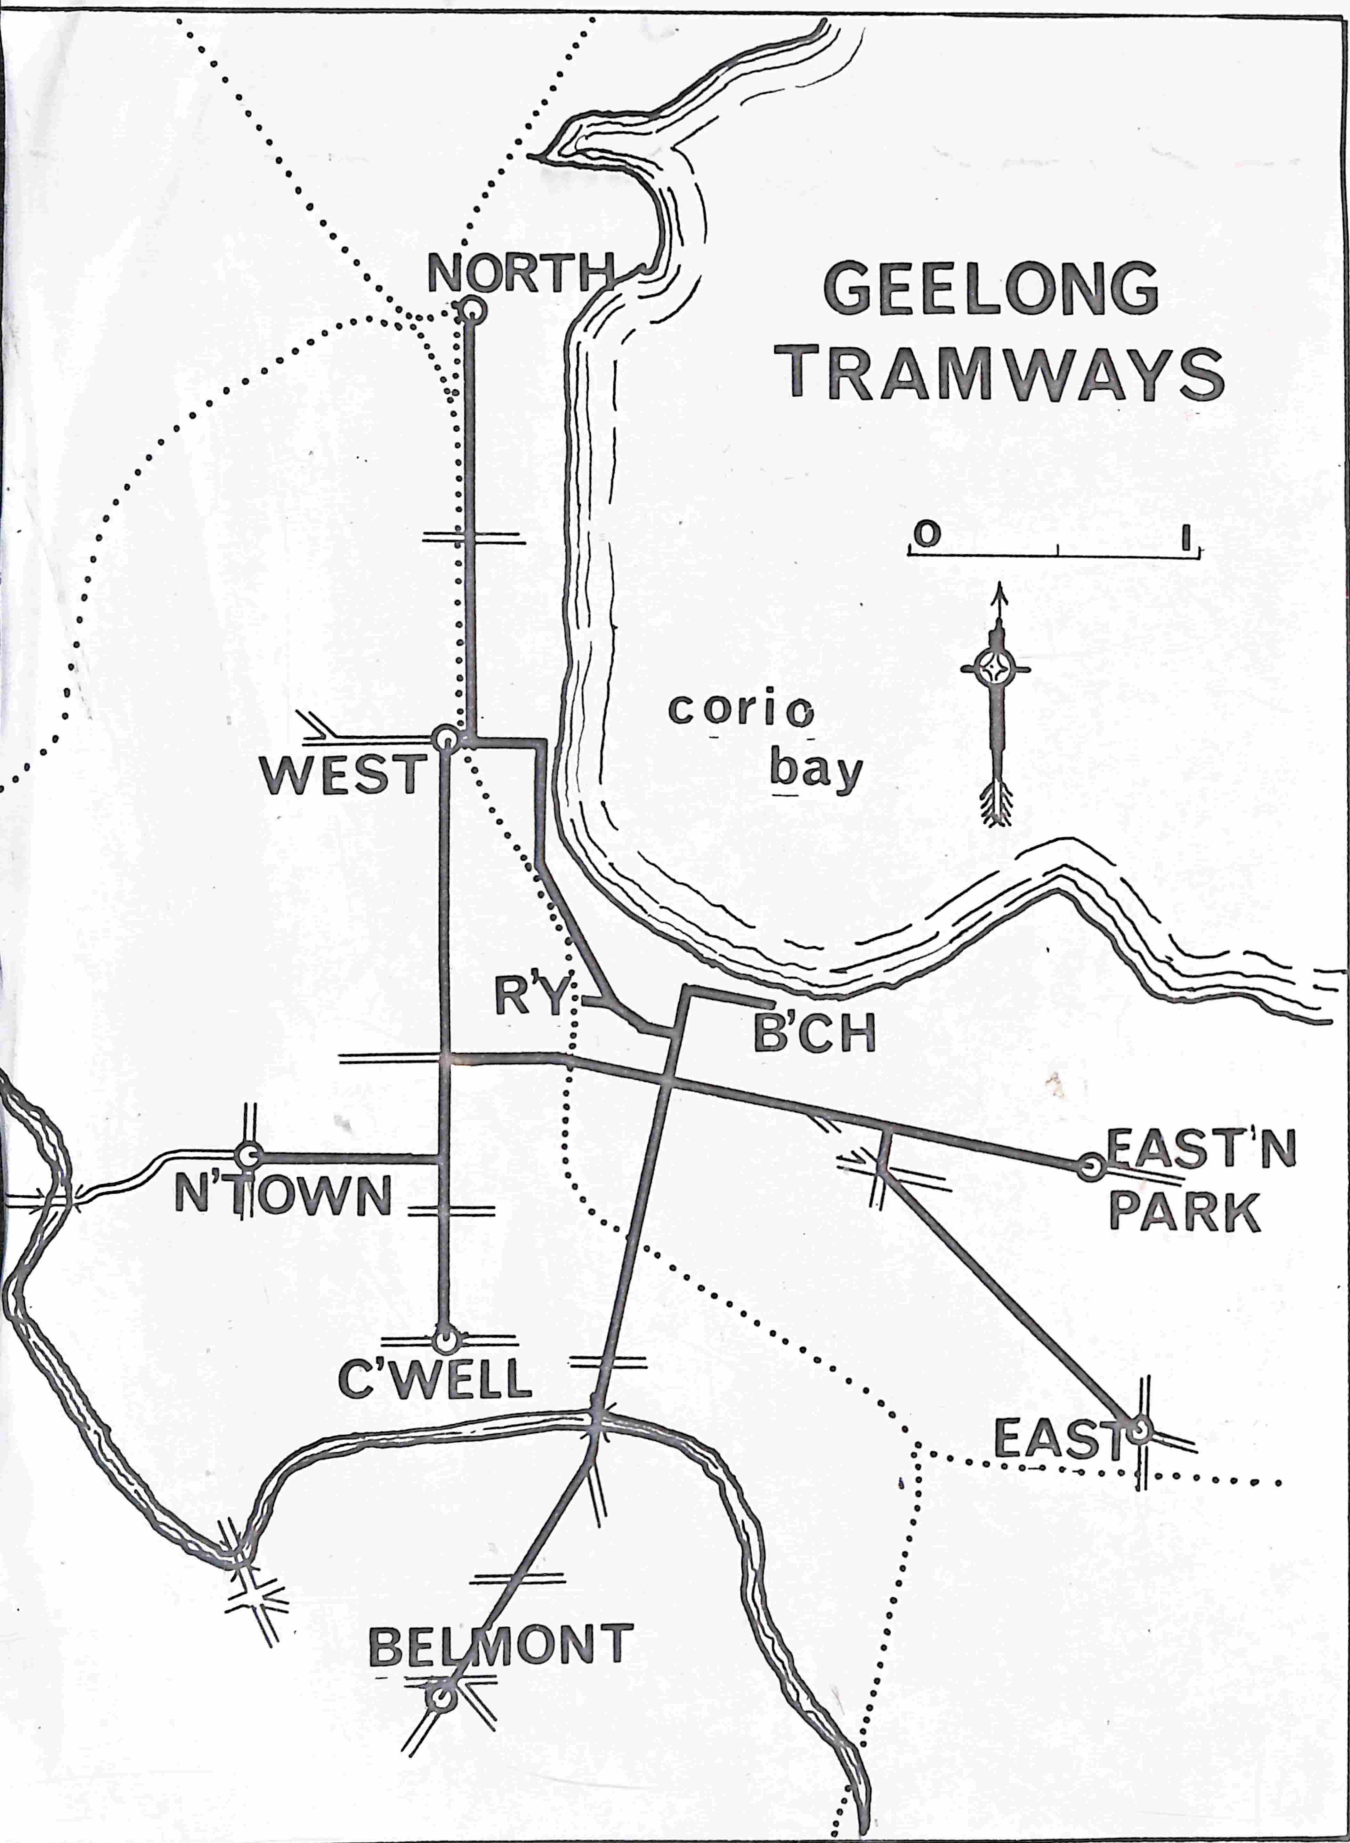 NORTH
GEELONG
TRAMWAYS
0 1
corio
bay
WEST
R'Y
B'CH
EAST'N
PARK
N'TOWN
C'WELL
EAST
BELMONT